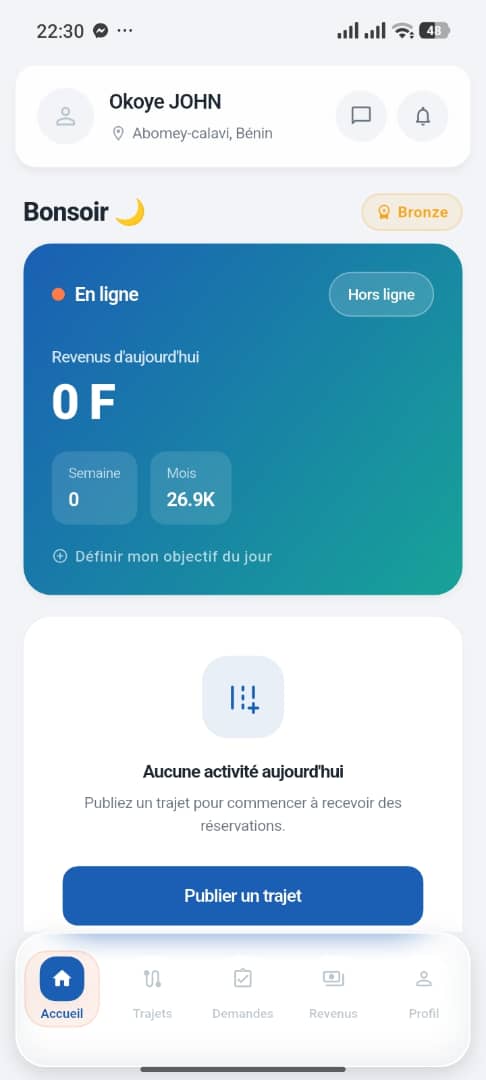 22:30
48
Okoye JOHN
Abomey-calavi, Bénin
Bonsoir 🌙
Bronze
En ligne
Hors ligne
Revenus d'aujourd'hui
0 F
Semaine
0
Mois
26.9K
Définir mon objectif du jour
Aucune activité aujourd'hui
Publiez un trajet pour commencer à recevoir des
réservations.
Publier un trajet
Accueil
Trajets
Demandes
Revenus
Profil